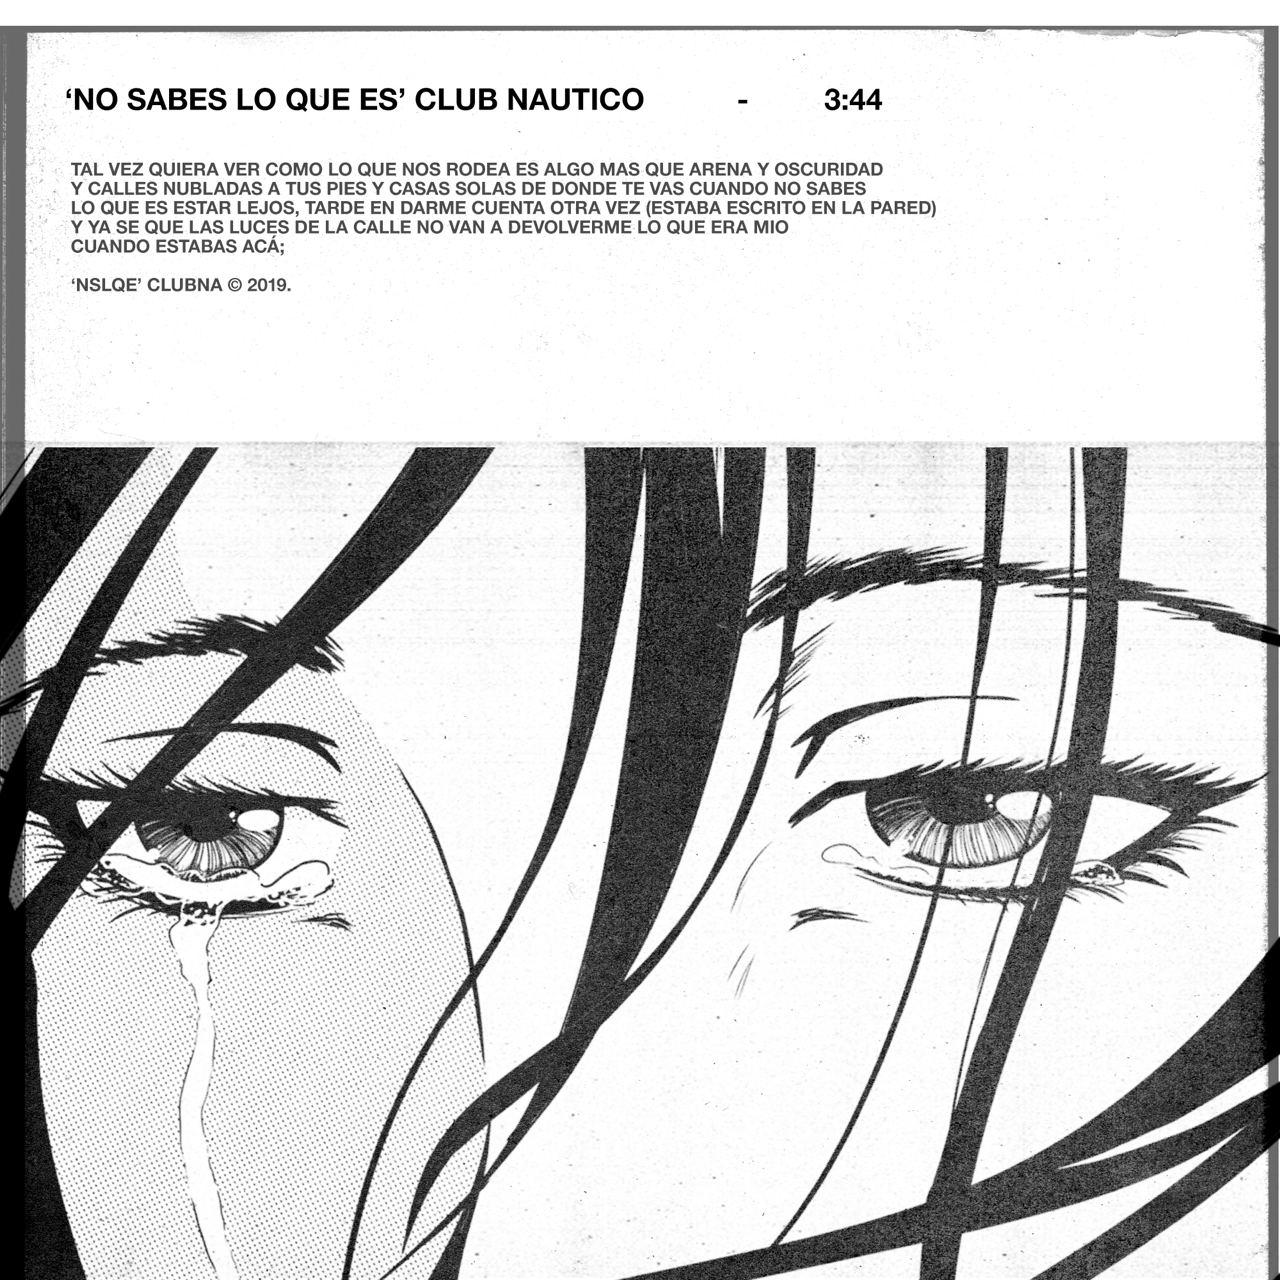 ‘NO SABES LO QUE ES’ CLUB NAUTICO - 3:44
TAL VEZ QUIERA VER COMO LO QUE NOS RODEA ES ALGO MAS QUE ARENA Y OSCURIDAD
Y CALLES NUBLADAS A TUS PIES Y CASAS SOLAS DE DONDE TE VAS CUANDO NO SABES
LO QUE ES ESTAR LEJOS, TARDE EN DARME CUENTA OTRA VEZ (ESTABA ESCRITO EN LA PARED)
Y YA SE QUE LAS LUCES DE LA CALLE NO VAN A DEVOLVERME LO QUE ERA MIO
CUANDO ESTABAS ACÁ;
‘NSLQE’ CLUBNA © 2019.